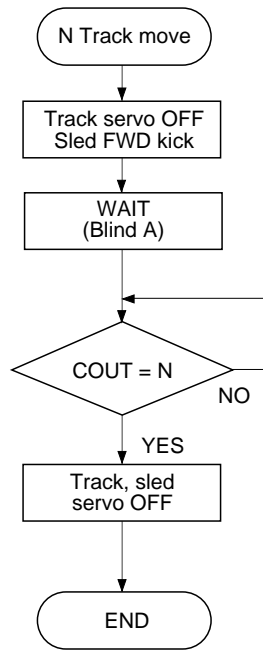 N Track move
Track servo OFF
Sled FWD kick
WAIT
(Blind A)
COUT = N
NO
YES
Track, sled
servo OFF
END